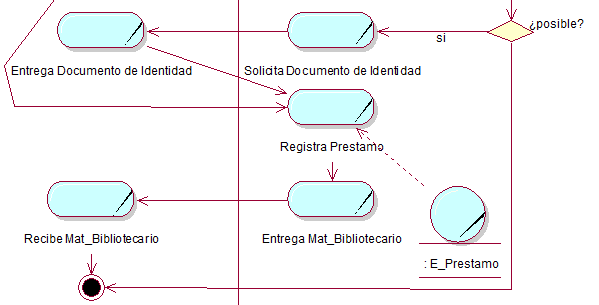 ¿posible?
si
Entrega Documento de Identidad
Solicita Documento de Identidad
Registra Prestamo
Recibe Mat_Bibliotecario
Entrega Mat_Bibliotecario
: E_Prestamo